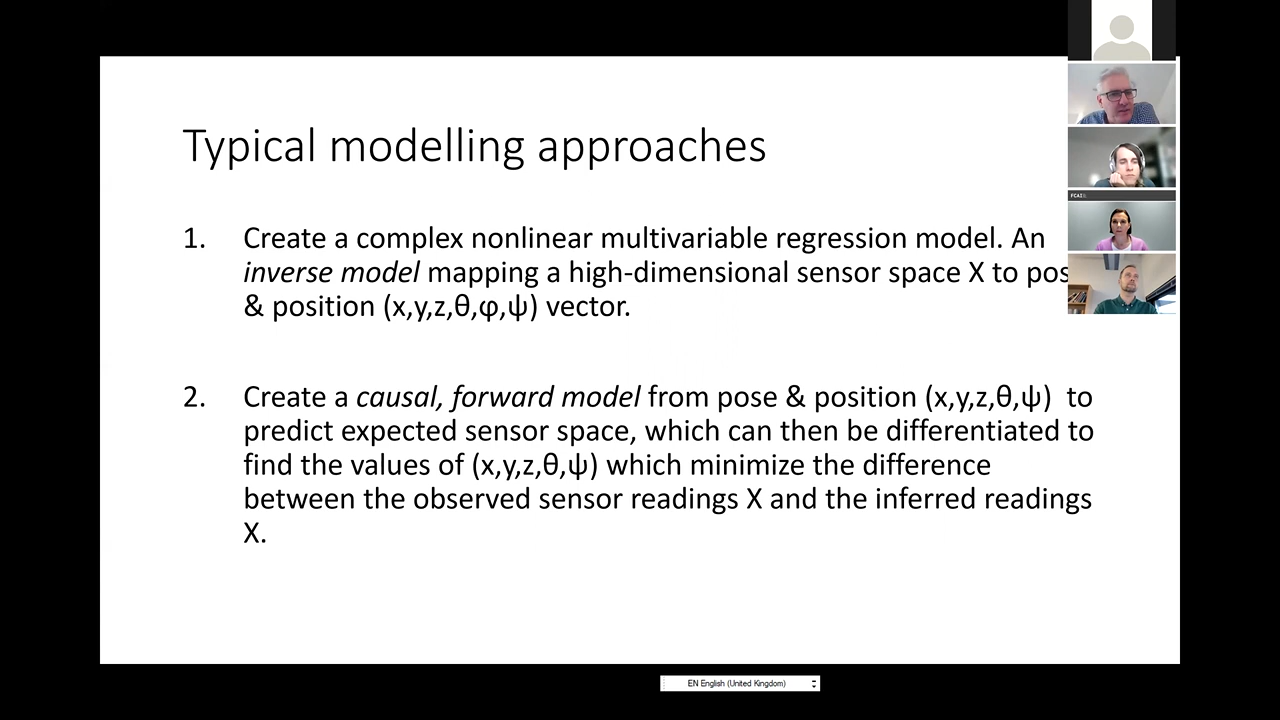 Typical modelling approaches
1. Create a complex nonlinear multivariable regression model. An
inverse model mapping a high-dimensional sensor space X to pos
& position (x,y,z,θ,φ,ψ) vector.
2. Create a causal, forward model from pose & position (x,y,z,θ,ψ) to
predict expected sensor space, which can then be differentiated to
find the values of (x,y,z,θ,ψ) which minimize the difference
between the observed sensor readings X and the inferred readings
X.
FCAI
EN English (United Kingdom)